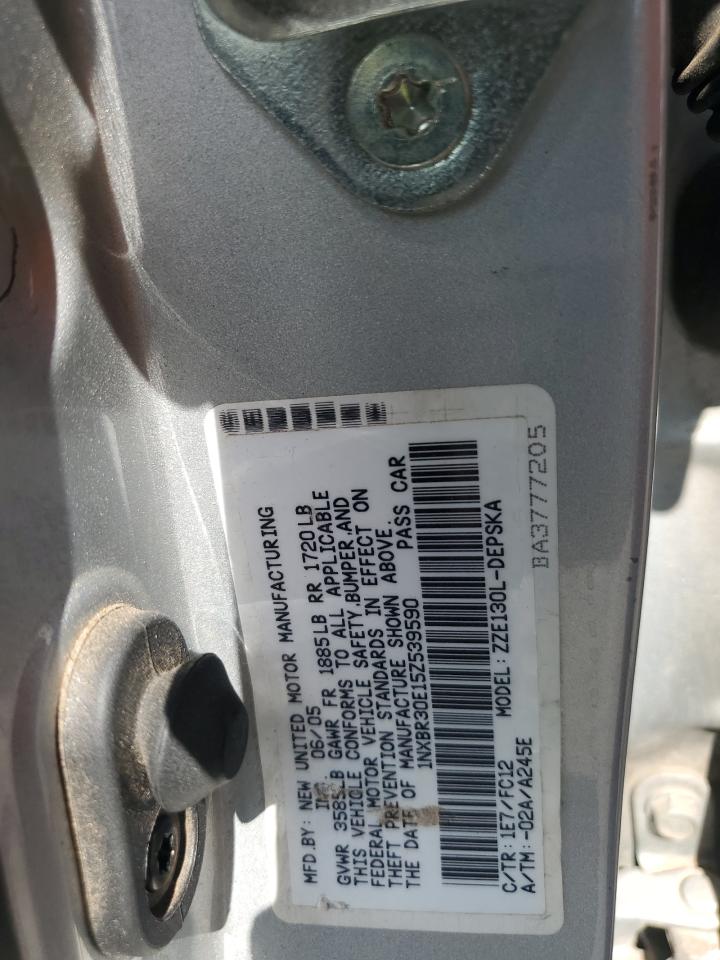 MFD.BY: NEW UNITED MOTOR MANUFACTURING
INC. 06/05
GVWR 3585LB GAWR FR 1885LB RR 1720LB
THIS VEHICLE CONFORMS TO ALL APPLICABLE
FEDERAL MOTOR VEHICLE SAFETY,BUMPER,AND
THEFT PREVENTION STANDARDS IN EFFECT ON
THE DATE OF MANUFACTURE SHOWN ABOVE.
1NXBR30E15Z539590 PASS CAR
C/TR:1E7/FC12 MODEL:ZZE130L-DEPSKA
A/TM:-02A/A245E
BA3777205